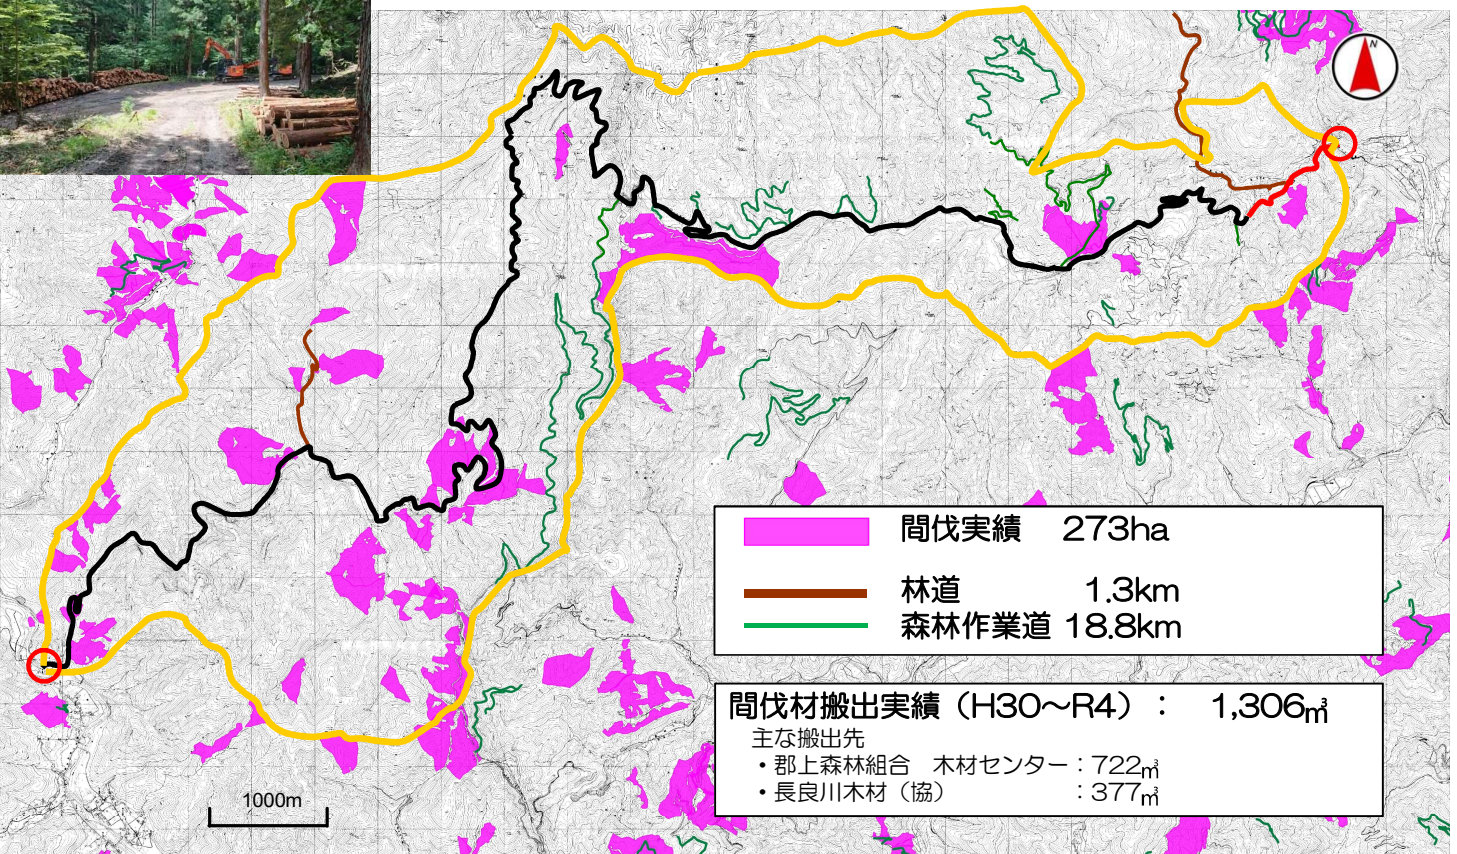 N
間伐実績 273ha
林道 1.3km
森林作業道 18.8km
間伐材搬出実績（H30～R4）： 1,306㎥
主な搬出先
・郡上森林組合 木材センター：722㎥
・長良川木材（協） ：377㎥
1000m